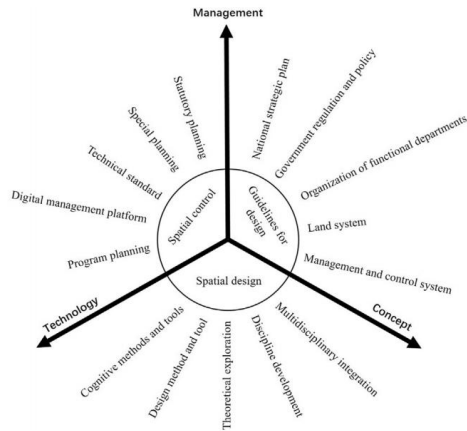 Management
Statutory planning
Special planning
Technical standard
Digital management platform
Program planning
National strategic plan
Government regulation and policy
Organization of functional departments
Land system
Management and control system
Spatial control
Guidelines for
design
Spatial design
Technology
Concept
Cognitive methods and tools
Design method and tool
Theoretical exploration
Discipline development
Multidisciplinary integration